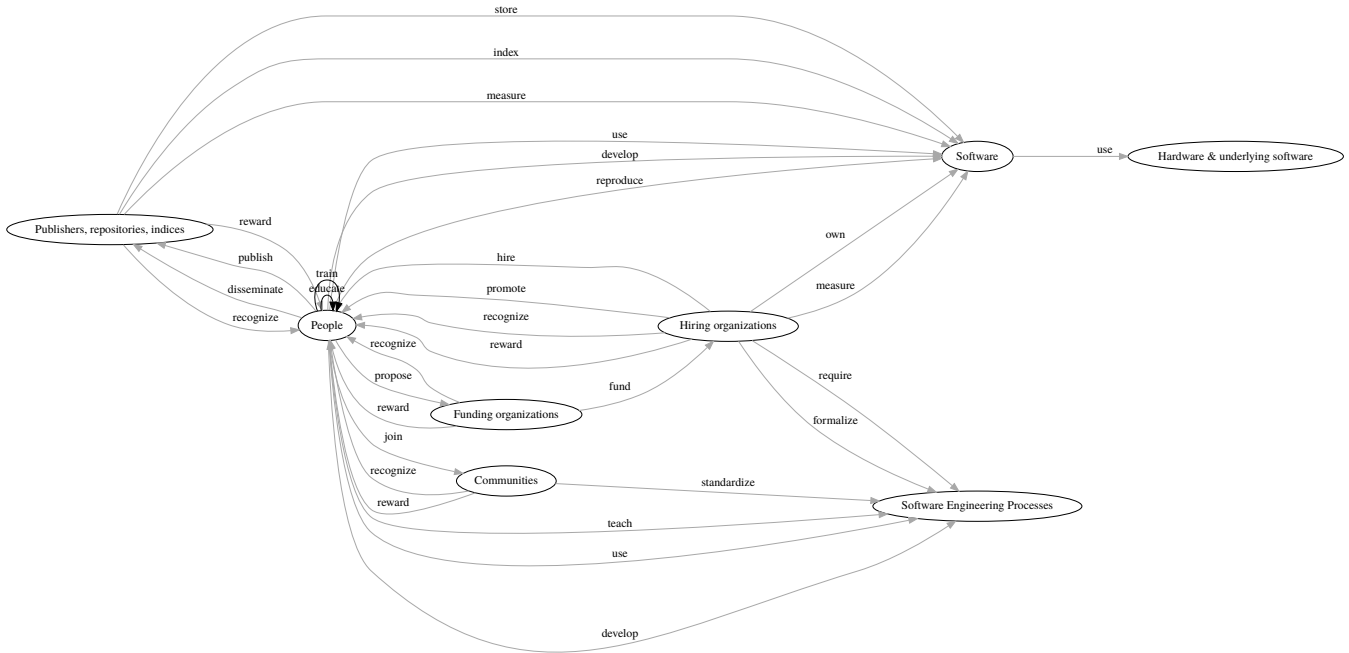 store
index
measure
use
develop
reproduce
Software
use
Hardware & underlying software
Publishers, repositories, indices
reward
publish
disseminate
recognize
train
educate
People
hire
promote
recognize
reward
own
measure
Hiring organizations
recognize
propose
reward
fund
Funding organizations
require
formalize
join
recognize
reward
Communities
standardize
Software Engineering Processes
teach
use
develop